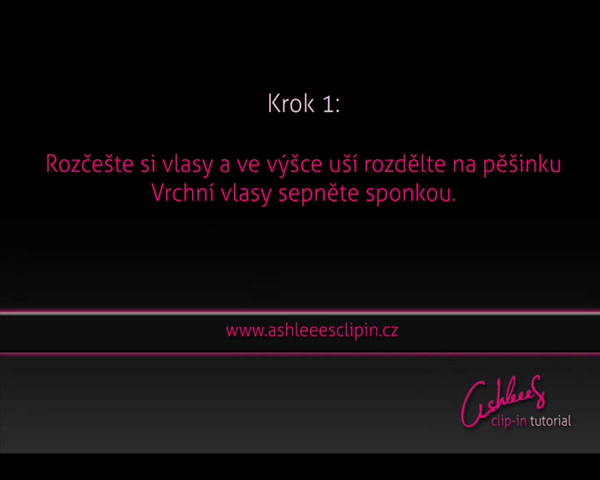 Krok 1:
Rozčešte si vlasy a ve výšce uší rozdělte na pěšinku
Vrchní vlasy sepněte sponkou.
www.ashleeesclipin.cz
ashleeeS
clip-in tutorial